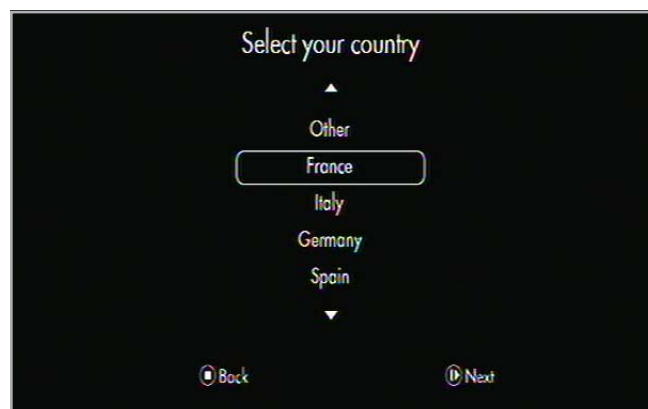 Select your country
Other
France
Italy
Germany
Spain
Back Next